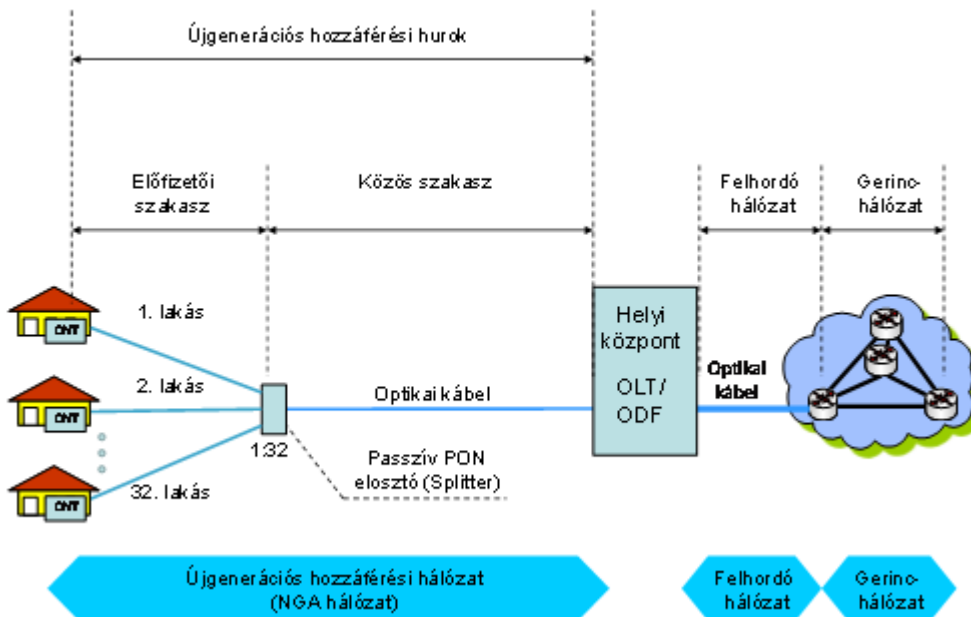 Újgenerációs hozzáférési hurok
Előfizetői
szakasz
Közös szakasz
Felhordó
hálózat
Gerinc-
hálózat
1. lakás
ONT
2. lakás
ONT
32. lakás
ONT
1:32
Optikai kábel
Passzív PON
elosztó (Splitter)
Helyi
központ
OLT/
ODF
Optikai
kábel
Újgenerációs hozzáférési hálózat
(NGA hálózat)
Felhordó
hálózat
Gerinc-
hálózat